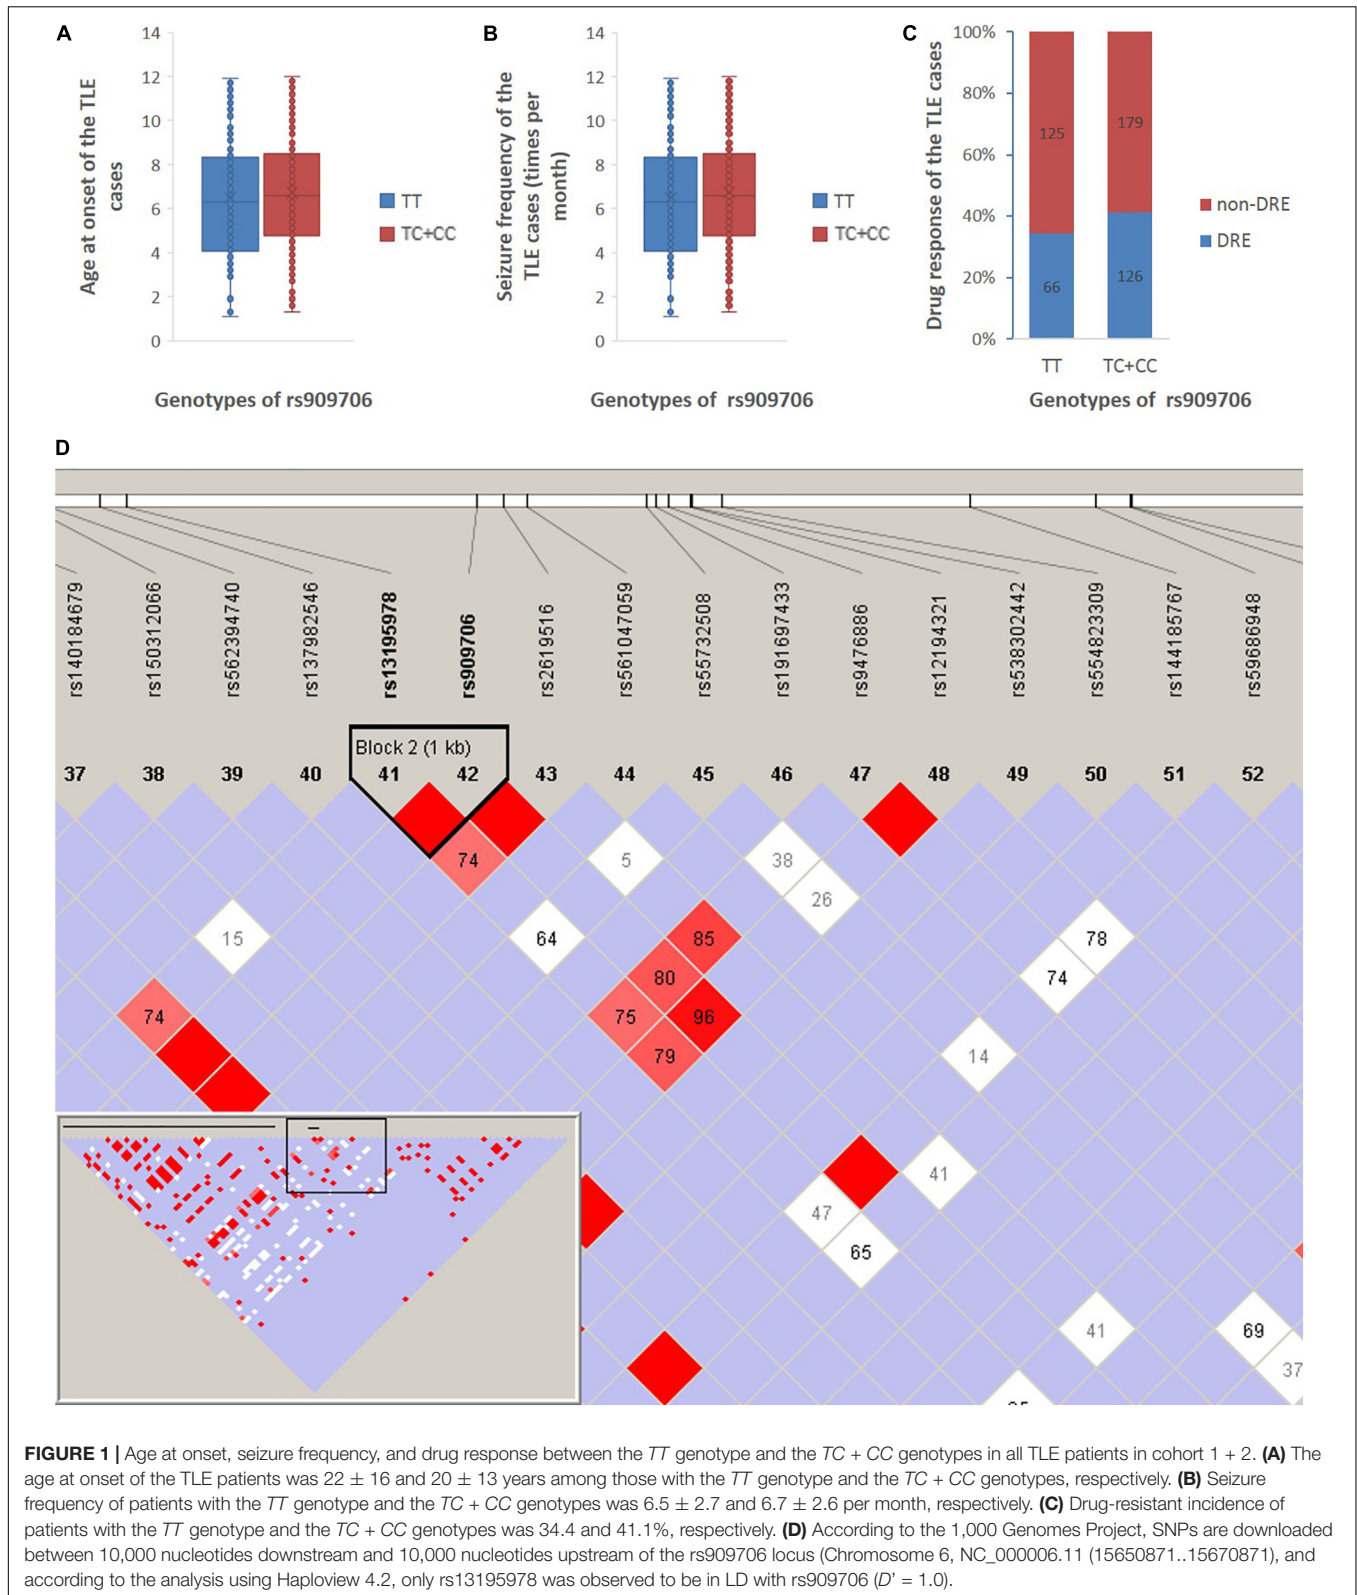 A
14
12
10
8
6
4
2
0
Age at onset of the TLE
cases
TT
TC+CC
Genotypes of rs909706
B
14
12
10
8
6
4
2
0
Seizure frequency of the
TLE cases (times per
month)
TT
TC+CC
Genotypes of rs909706
C
100%
80%
60%
40%
20%
0%
Drug response of the TLE cases
125
179
66
126
TT
TC+CC
non-DRE
DRE
Genotypes of rs909706
D
rs140184679
rs150312066
rs562394740
rs137982546
rs13195978
rs909706
rs2619516
rs561047059
rs55732508
rs191697433
rs9476886
rs12194321
rs538302442
rs554823309
rs144185767
rs59686948
Block 2 (1 kb)
37 38 39 40 41 42 43 44 45 46 47 48 49 50 51 52
74 5 38
26
15 64 85 78
80 74
74 75 96
79 14
41
47
65
41 69
37
FIGURE 1 | Age at onset, seizure frequency, and drug response between the TT genotype and the TC + CC genotypes in all TLE patients in cohort 1 + 2. (A) The
age at onset of the TLE patients was 22 ± 16 and 20 ± 13 years among those with the TT genotype and the TC + CC genotypes, respectively. (B) Seizure
frequency of patients with the TT genotype and the TC + CC genotypes was 6.5 ± 2.7 and 6.7 ± 2.6 per month, respectively. (C) Drug-resistant incidence of
patients with the TT genotype and the TC + CC genotypes was 34.4 and 41.1%, respectively. (D) According to the 1,000 Genomes Project, SNPs are downloaded
between 10,000 nucleotides downstream and 10,000 nucleotides upstream of the rs909706 locus (Chromosome 6, NC_000006.11 (15650871..15670871), and
according to the analysis using Haploview 4.2, only rs13195978 was observed to be in LD with rs909706 (D' = 1.0).